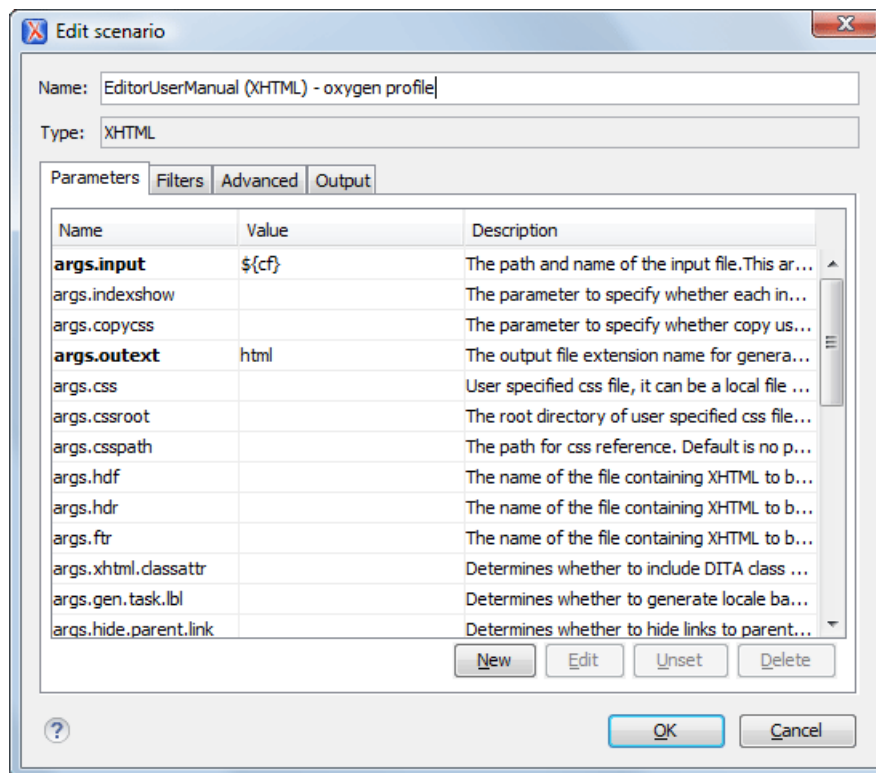 Edit scenario
Name: EditorUserManual (XHTML) - oxygen profile
Type: XHTML
Parameters Filters Advanced Output
Name Value Description
args.input ${cf} The path and name of the input file.This ar...
args.indexshow The parameter to specify whether each in...
args.copycss The parameter to specify whether copy us...
args.outext html The output file extension name for genera...
args.css User specified css file, it can be a local file ...
args.cssroot The root directory of user specified css file...
args.csspath The path for css reference. Default is no p...
args.hdf The name of the file containing XHTML to b...
args.hdr The name of the file containing XHTML to b...
args.ftr The name of the file containing XHTML to b...
args.xhtml.classattr Determines whether to include DITA class ...
args.gen.task.lbl Determines whether to generate locale ba...
args.hide.parent.link Determines whether to hide links to parent...
New Edit Unset Delete
? OK Cancel